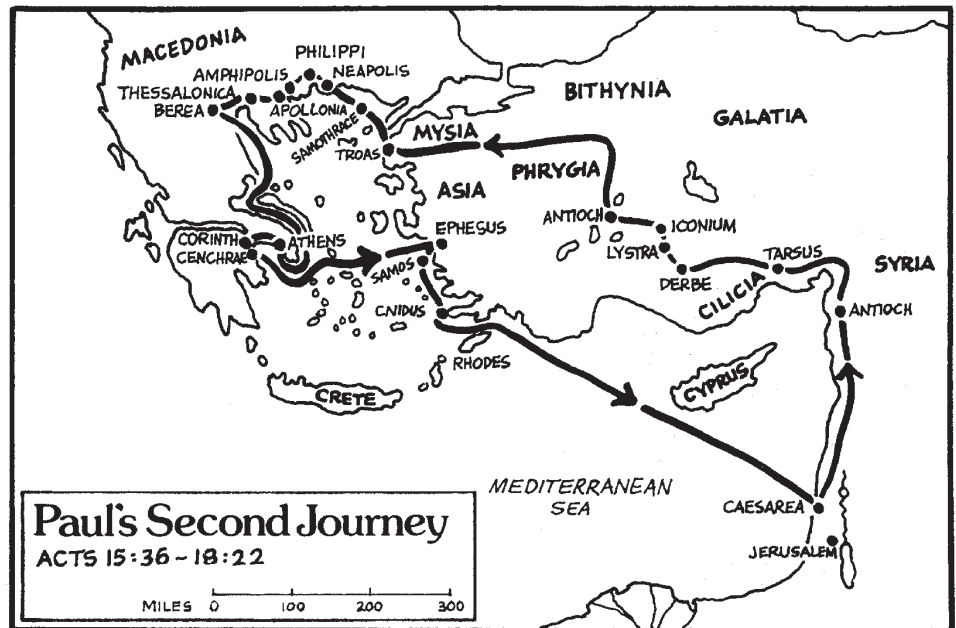 MACEDONIA
PHILIPPI
AMPHIPOLIS
NEAPOLIS
THESSALONICA
BEREA
APOLLONIA
SAMOTHRACE
TROAS
MYSIA
BITHYNIA
GALATIA
PHRYGIA
ASIA
ANTIOCH
ICONIUM
LYSTRA
DERBE
TARSUS
CILICIA
SYRIA
ANTIOCH
CORINTH
CENCHRAE
ATHENS
EPHESUS
SAMOS
CNIDUS
RHODES
CRETE
CYPRUS
MEDITERRANEAN
SEA
CAESAREA
JERUSALEM
Paul's Second Journey
ACTS 15:36-18:22
MILES 0 100 200 300